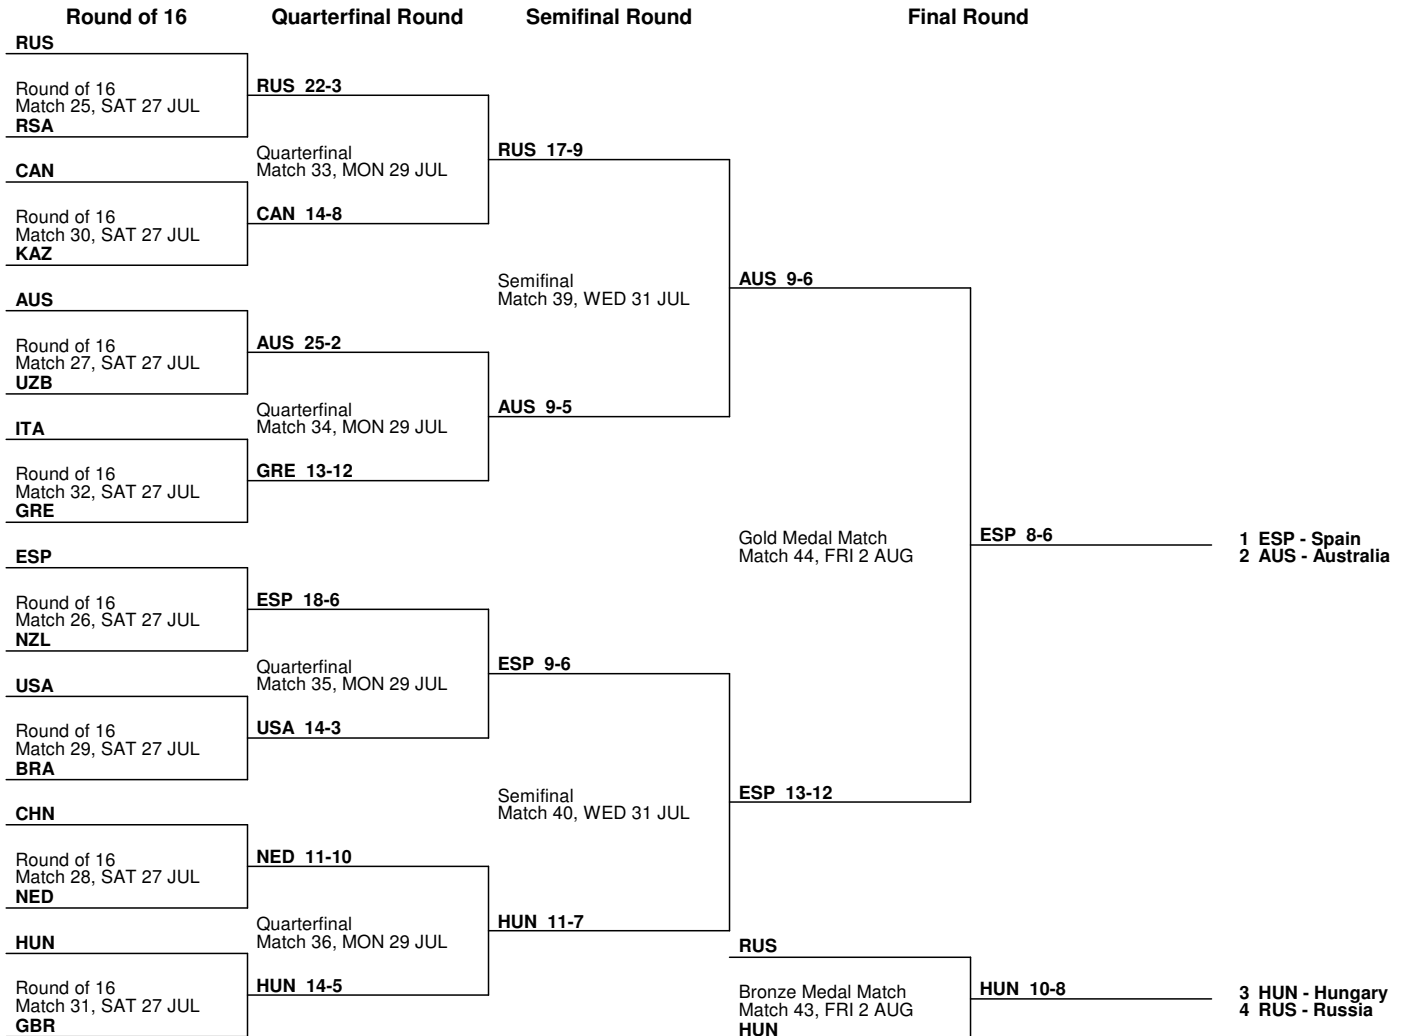 Round of 16 Quarterfinal Round Semifinal Round Final Round
RUS
Round of 16
Match 25, SAT 27 JUL
RSA
RUS 22-3
CAN
Round of 16
Match 30, SAT 27 JUL
KAZ
CAN 14-8
Quarterfinal
Match 33, MON 29 JUL
RUS 17-9
AUS
Round of 16
Match 27, SAT 27 JUL
UZB
AUS 25-2
ITA
Round of 16
Match 32, SAT 27 JUL
GRE
GRE 13-12
Quarterfinal
Match 34, MON 29 JUL
AUS 9-5
Semifinal
Match 39, WED 31 JUL
AUS 9-6
ESP
Round of 16
Match 26, SAT 27 JUL
NZL
ESP 18-6
USA
Round of 16
Match 29, SAT 27 JUL
BRA
USA 14-3
Quarterfinal
Match 35, MON 29 JUL
ESP 9-6
CHN
Round of 16
Match 28, SAT 27 JUL
NED
NED 11-10
HUN
Round of 16
Match 31, SAT 27 JUL
GBR
HUN 14-5
Quarterfinal
Match 36, MON 29 JUL
HUN 11-7
Semifinal
Match 40, WED 31 JUL
ESP 13-12
Gold Medal Match
Match 44, FRI 2 AUG
ESP 8-6
1 ESP - Spain
2 AUS - Australia
RUS
Bronze Medal Match
Match 43, FRI 2 AUG
HUN
HUN 10-8
3 HUN - Hungary
4 RUS - Russia